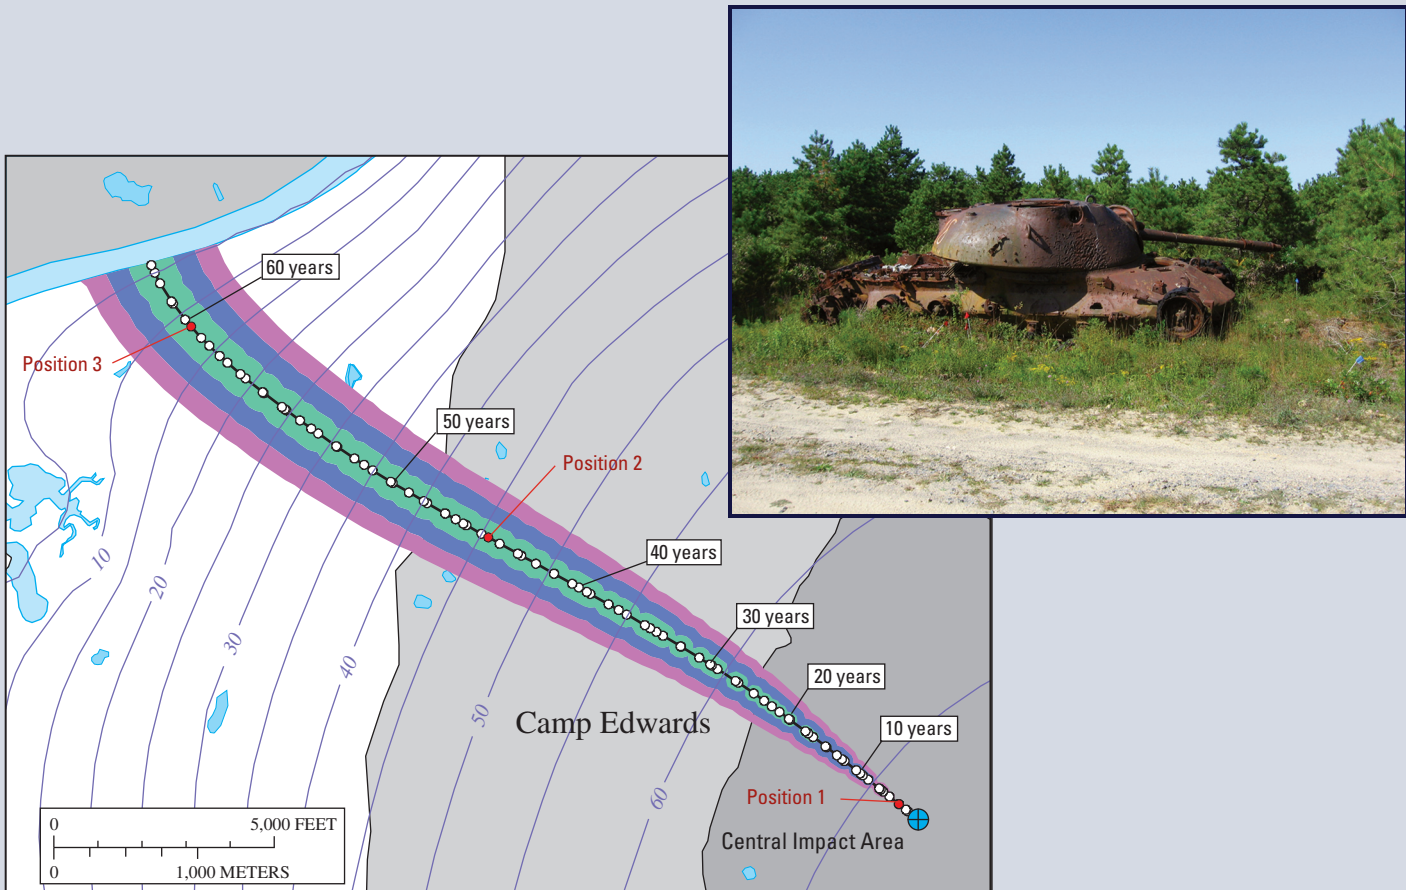 60 years
Position 3
50 years
Position 2
40 years
30 years
20 years
10 years
Position 1
Central Impact Area
Camp Edwards
10
20
30
40
50
60
0
5,000 FEET
0
1,000 METERS